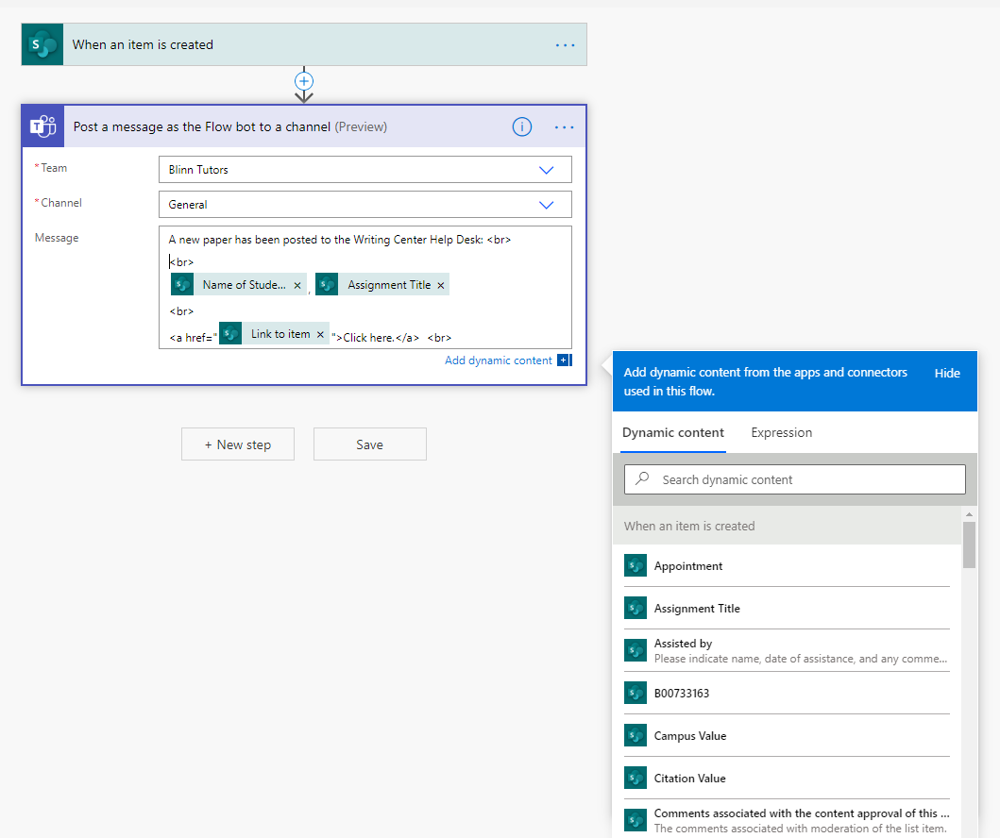 When an item is created
Post a message as the Flow bot to a channel (Preview)
* Team
Blinn Tutors
* Channel
General
Message
A new paper has been posted to the Writing Center Help Desk: <br>
<br>
Name of Stude... × , Assignment Title ×
<br>
<a href=" Link to item × ">Click here.</a> <br>
Add dynamic content
+ New step
Save
Add dynamic content from the apps and connectors
used in this flow.
Hide
Dynamic content
Expression
Search dynamic content
When an item is created
Appointment
Assignment Title
Assisted by
Please indicate name, date of assistance, and any comme...
B00733163
Campus Value
Citation Value
Comments associated with the content approval of this ...
The comments associated with moderation of the list item.